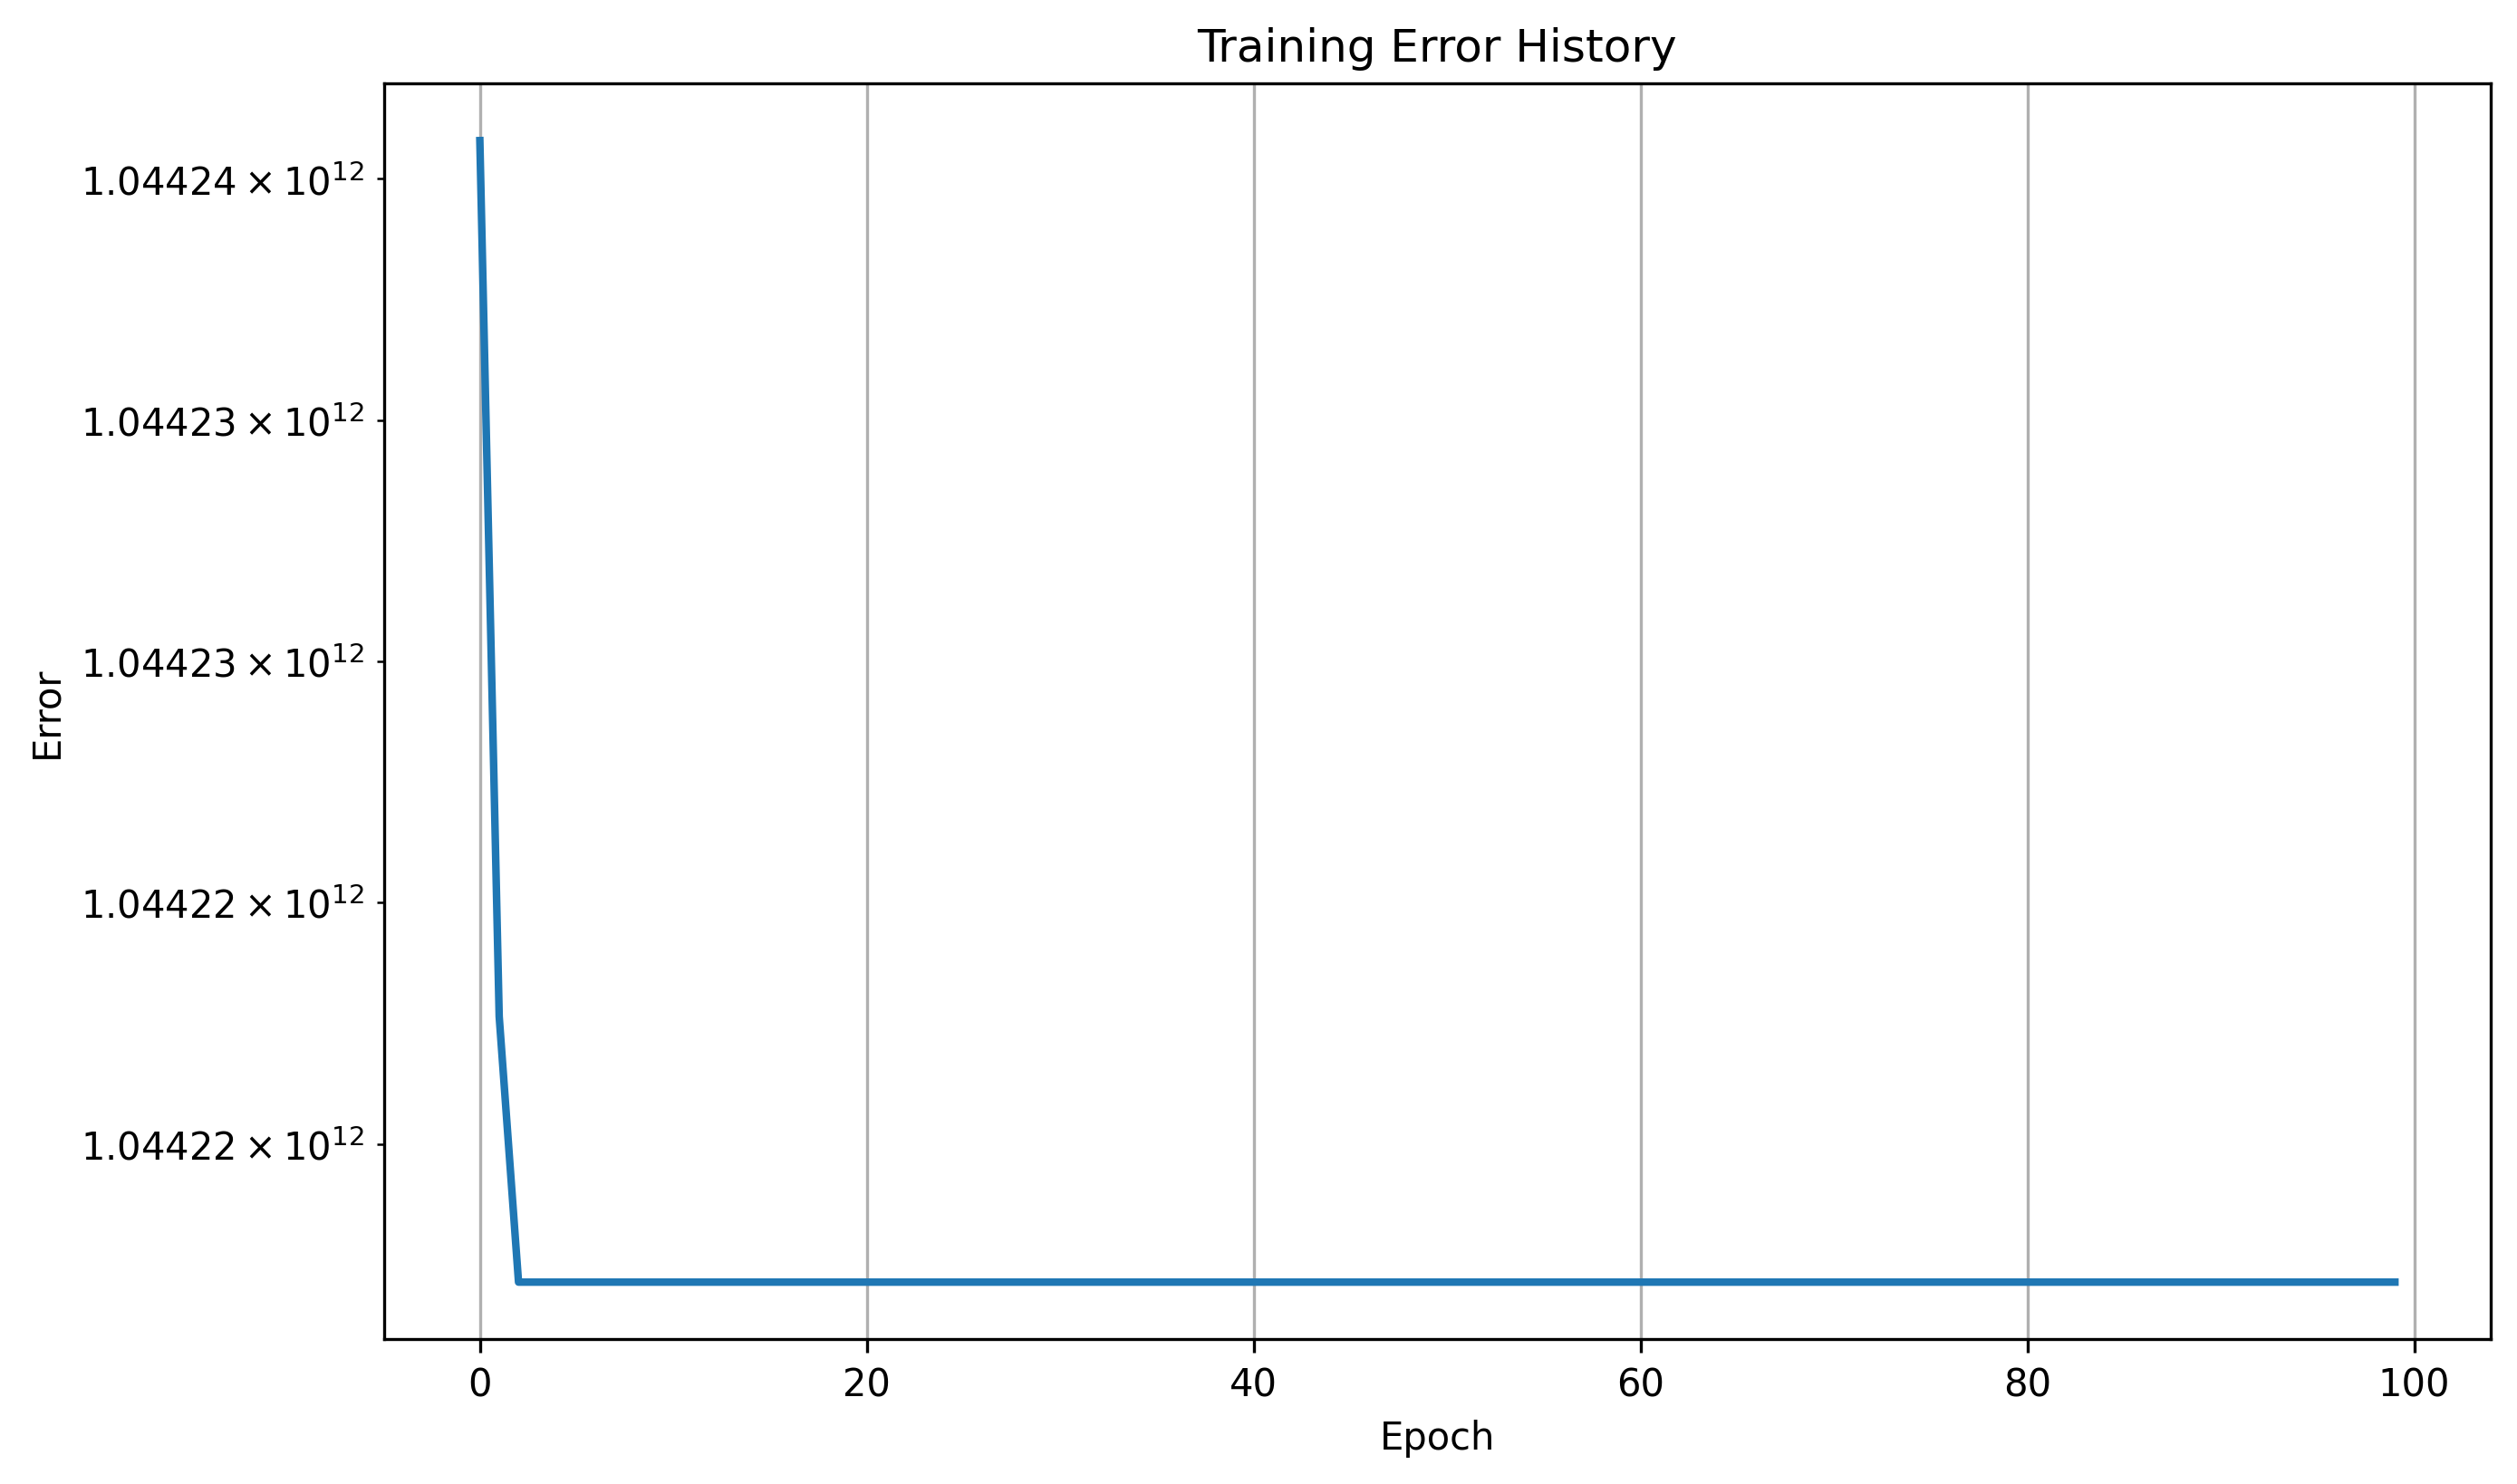 Training Error History
Error
1.04424 × 10¹²
1.04423 × 10¹²
1.04423 × 10¹²
1.04422 × 10¹²
1.04422 × 10¹²
0 20 40 60 80 100
Epoch